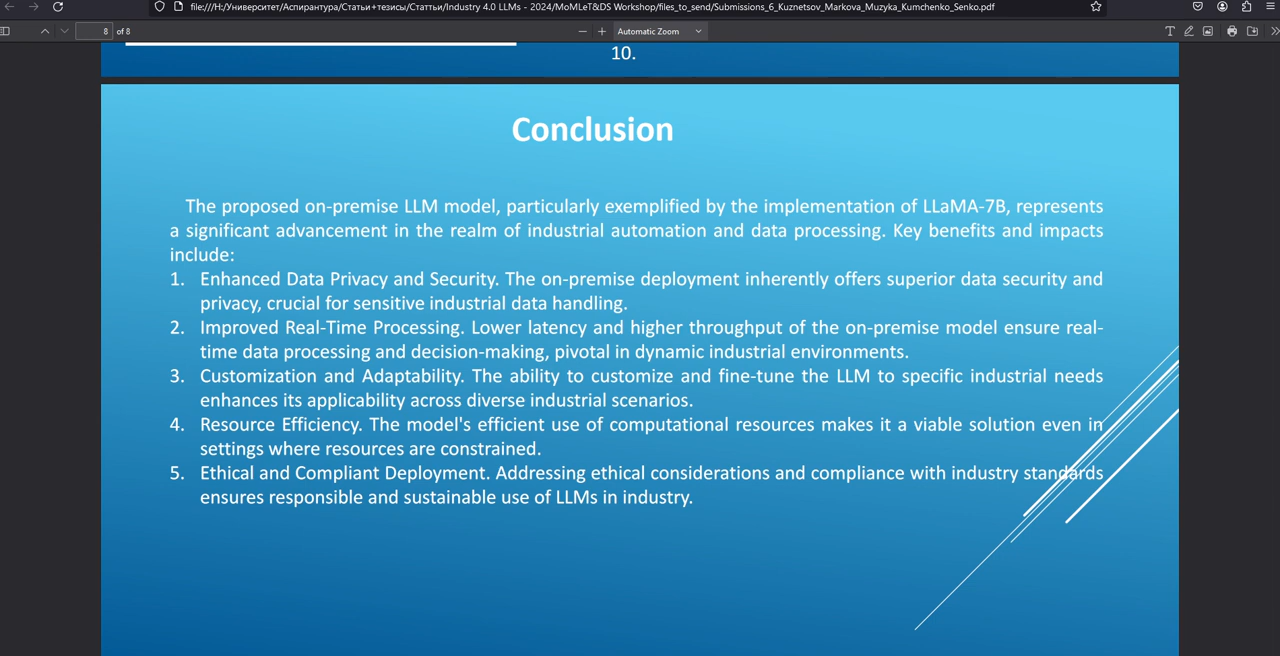 file:///H:/Университет/Аспирантура/Статьи+тезисы/Статтьи/Industry 4.0 LLMs - 2024/MoMLeT&DS Workshop/files_to_send/Submissions_6_Kuznetsov_Markova_Muzyka_Kumchenko_Senko.pdf
8 of 8
Automatic Zoom
10.
Conclusion
The proposed on-premise LLM model, particularly exemplified by the implementation of LLaMA-7B, represents
a significant advancement in the realm of industrial automation and data processing. Key benefits and impacts
include:
1. Enhanced Data Privacy and Security. The on-premise deployment inherently offers superior data security and
privacy, crucial for sensitive industrial data handling.
2. Improved Real-Time Processing. Lower latency and higher throughput of the on-premise model ensure real-
time data processing and decision-making, pivotal in dynamic industrial environments.
3. Customization and Adaptability. The ability to customize and fine-tune the LLM to specific industrial needs
enhances its applicability across diverse industrial scenarios.
4. Resource Efficiency. The model's efficient use of computational resources makes it a viable solution even in
settings where resources are constrained.
5. Ethical and Compliant Deployment. Addressing ethical considerations and compliance with industry standards
ensures responsible and sustainable use of LLMs in industry.